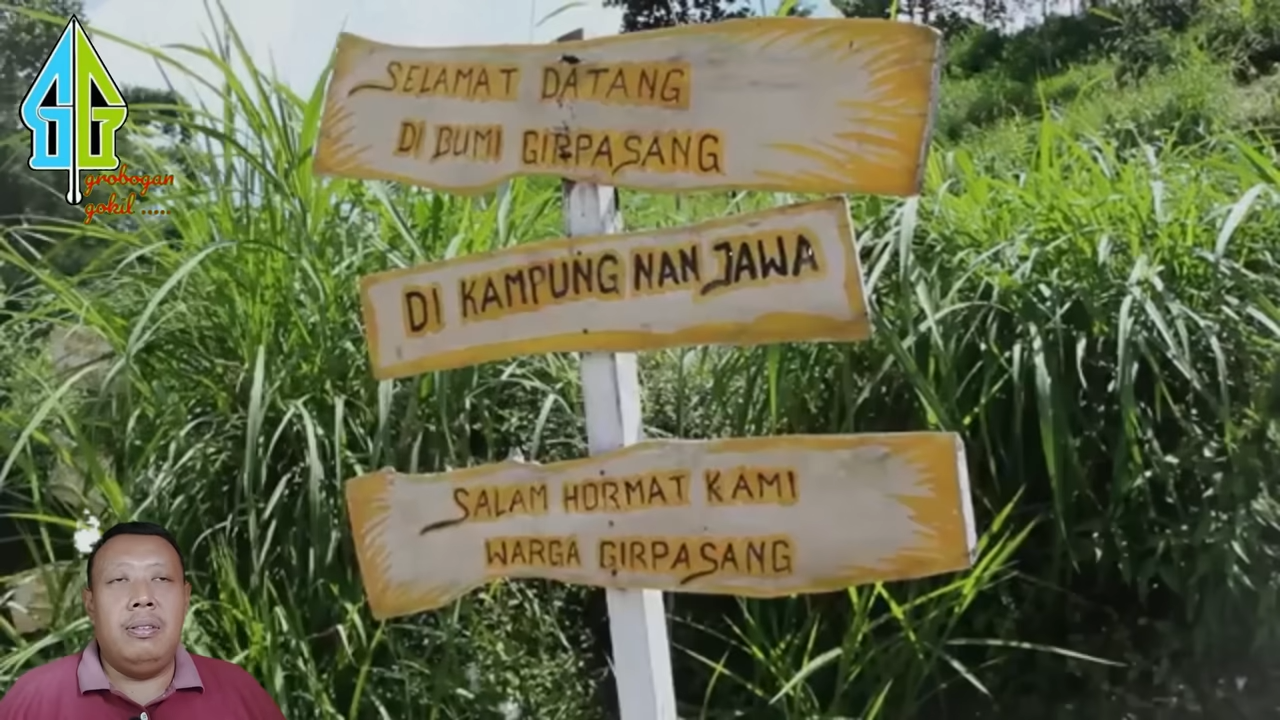 grobogan
gokil .....
SELAMAT DATANG
DI BUMI GIRPASANG
DI KAMPUNG NAN JAWA
SALAM HORMAT KAMI
WARGA GIRPASANG